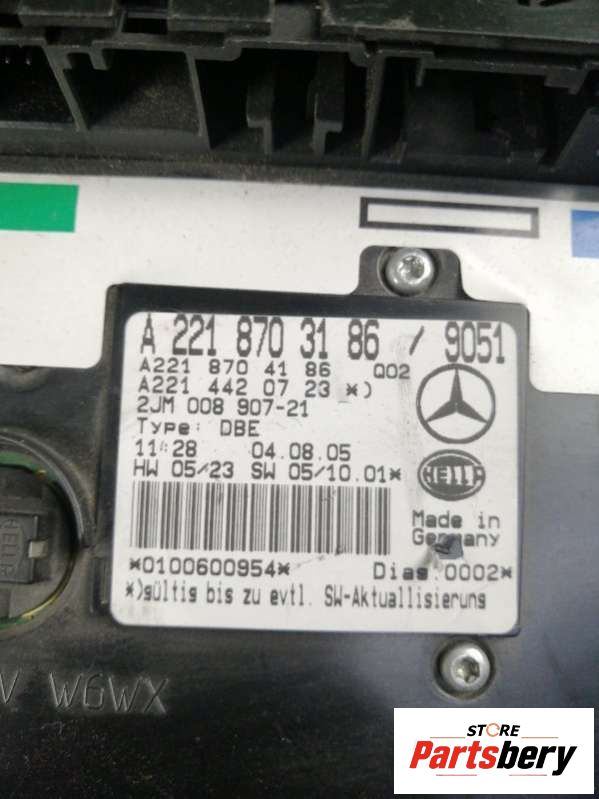 A 221 870 31 86 / 9051
A221 870 41 86 Q02
A221 442 07 23 *)
2JM 008 907-21
Type: DBE
11:28 04.08.05
HW 05/23 SW 05/10.01*
HELLA
Made in
Germany
*0100600954* Diag.0002*
*)gültig bis zu evtl. SW-Aktuallisierung
HELLA
W6WX
STORE
Partsbery